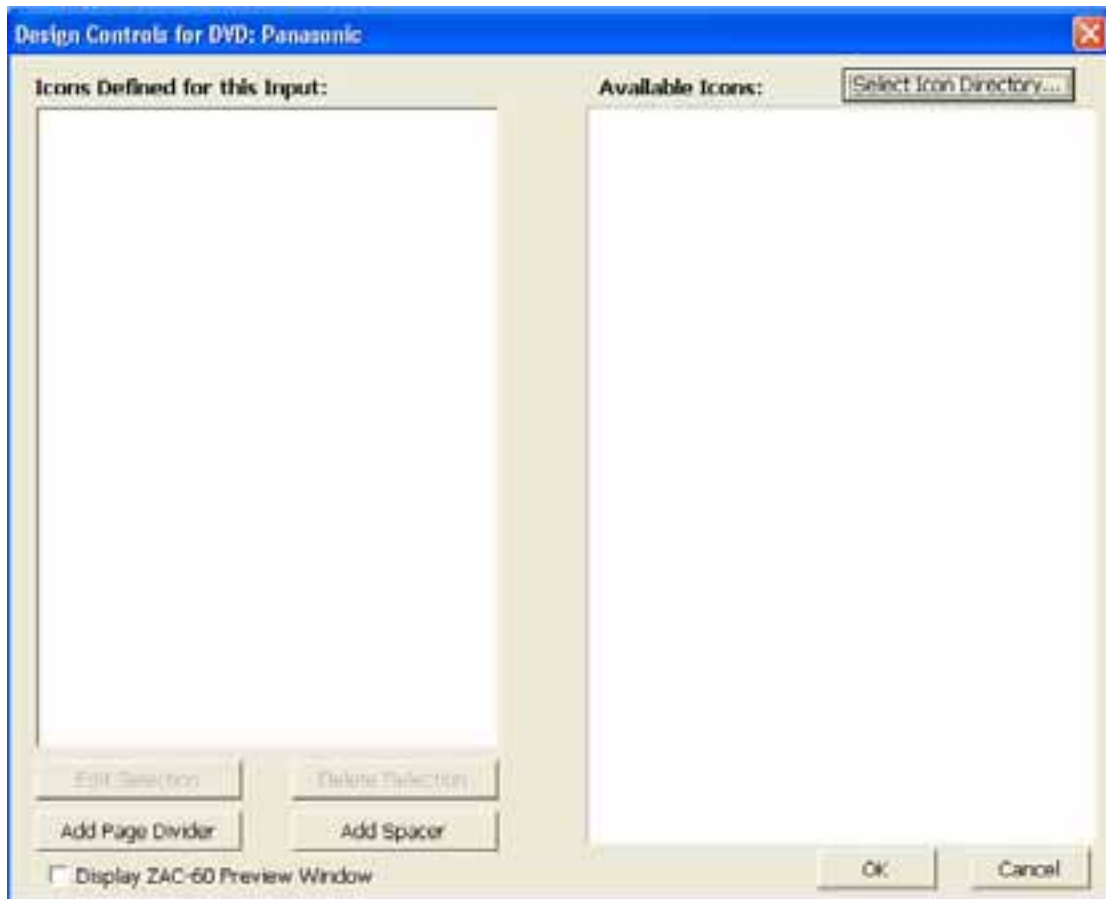 Design Controls for DVD: Panasonic
Icons Defined for this Input:
Available Icons:
Select Icon Directory...
Edit Selection
Delete Selection
Add Page Divider
Add Spacer
Display ZAC-60 Preview Window
OK
Cancel